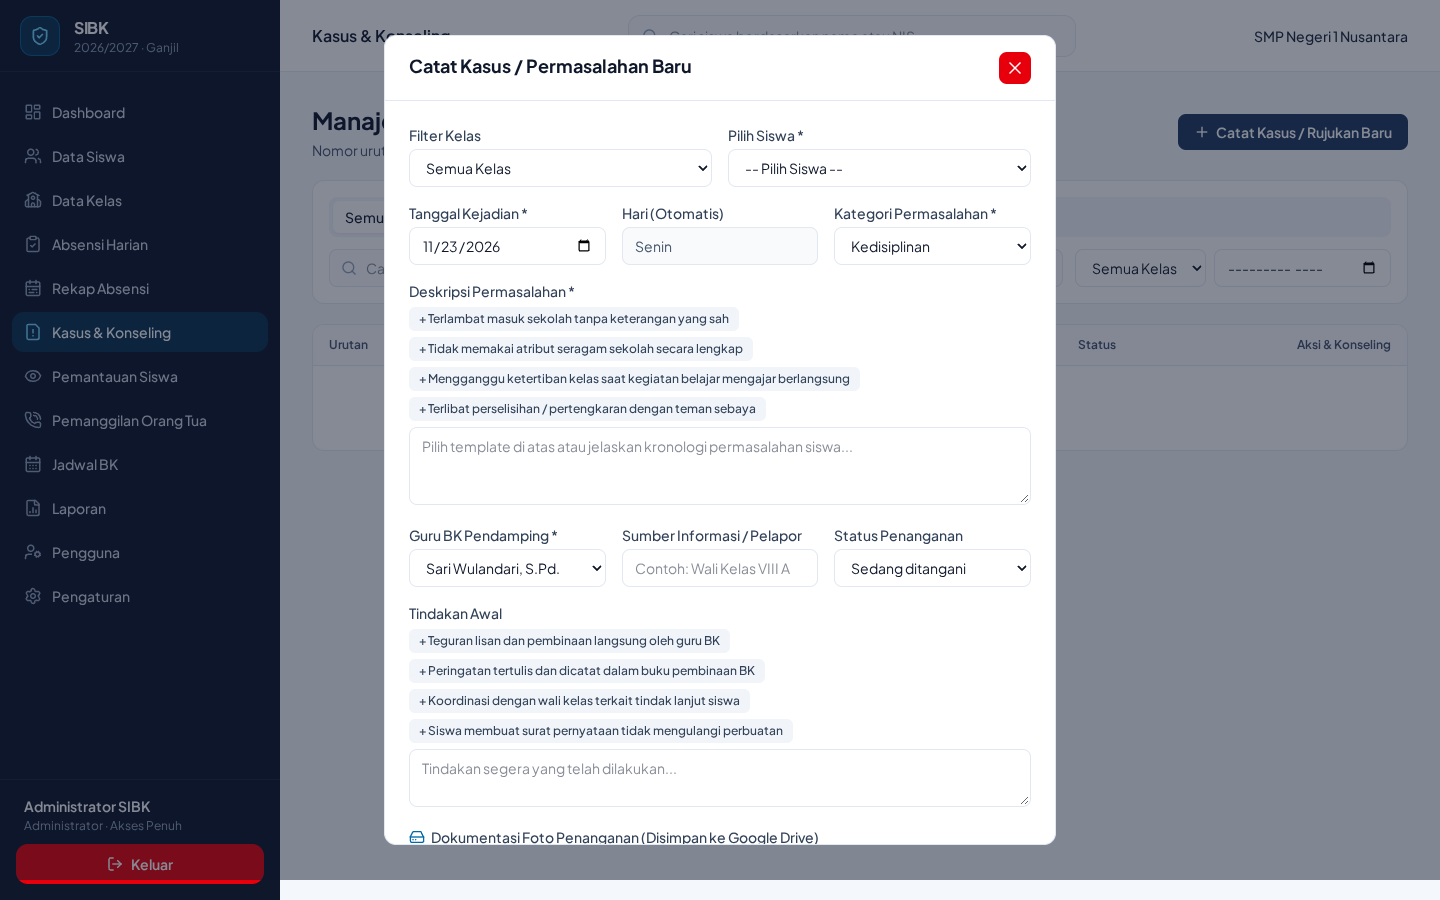 SIBK
2026/2027 · Ganjil
Dashboard
Data Siswa
Data Kelas
Absensi Harian
Rekap Absensi
Kasus & Konseling
Pemantauan Siswa
Pemanggilan Orang Tua
Jadwal BK
Laporan
Pengguna
Pengaturan
Administrator SIBK
Administrator · Akses Penuh
Keluar
Kasus & Konseling
SMP Negeri 1 Nusantara
Nomor urut
+ Catat Kasus / Rujukan Baru
Semua Kelas
--------- ----
Urutan
Status
Aksi & Konseling
Catat Kasus / Permasalahan Baru
Filter Kelas
Pilih Siswa *
Semua Kelas
-- Pilih Siswa --
Tanggal Kejadian *
Hari (Otomatis)
Kategori Permasalahan *
11/23/2026
Senin
Kedisiplinan
Deskripsi Permasalahan *
+ Terlambat masuk sekolah tanpa keterangan yang sah
+ Tidak memakai atribut seragam sekolah secara lengkap
+ Mengganggu ketertiban kelas saat kegiatan belajar mengajar berlangsung
+ Terlibat perselisihan / pertengkaran dengan teman sebaya
Pilih template di atas atau jelaskan kronologi permasalahan siswa...
Guru BK Pendamping *
Sumber Informasi / Pelapor
Status Penanganan
Sari Wulandari, S.Pd.
Contoh: Wali Kelas VIII A
Sedang ditangani
Tindakan Awal
+ Teguran lisan dan pembinaan langsung oleh guru BK
+ Peringatan tertulis dan dicatat dalam buku pembinaan BK
+ Koordinasi dengan wali kelas terkait tindak lanjut siswa
+ Siswa membuat surat pernyataan tidak mengulangi perbuatan
Tindakan segera yang telah dilakukan...
Dokumentasi Foto Penanganan (Disimpan ke Google Drive)